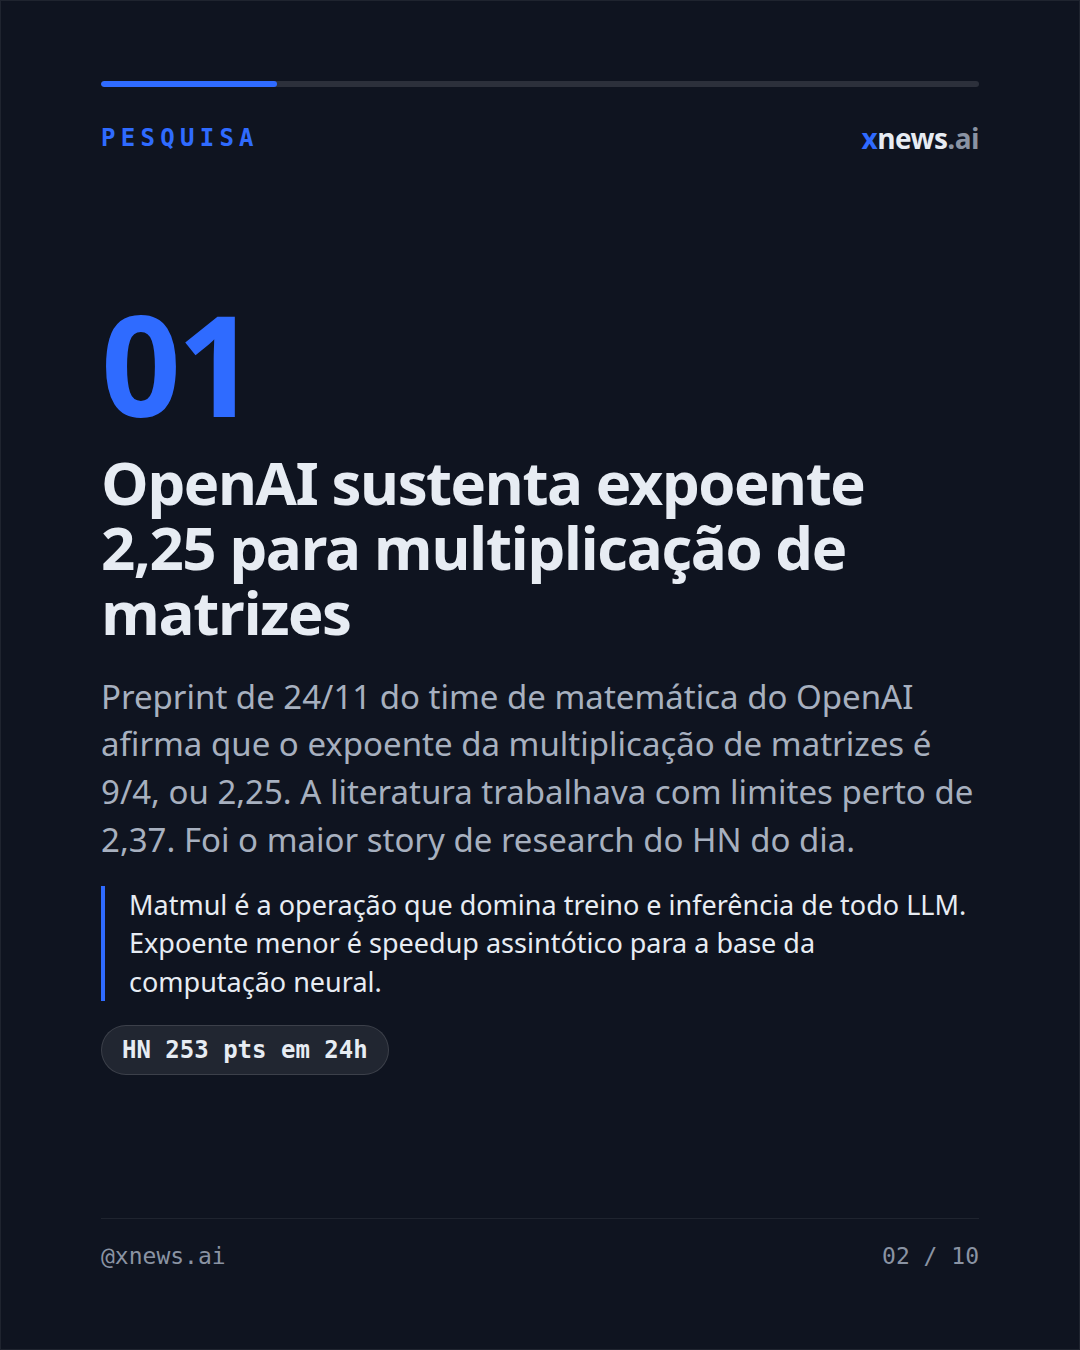 PESQUISA
xnews.ai
01
OpenAI sustenta expoente
2,25 para multiplicação de
matrizes
Preprint de 24/11 do time de matemática do OpenAI
afirma que o expoente da multiplicação de matrizes é
9/4, ou 2,25. A literatura trabalhava com limites perto de
2,37. Foi o maior story de research do HN do dia.
Matmul é a operação que domina treino e inferência de todo LLM.
Expoente menor é speedup assintótico para a base da
computação neural.
HN 253 pts em 24h
@xnews.ai
02 / 10